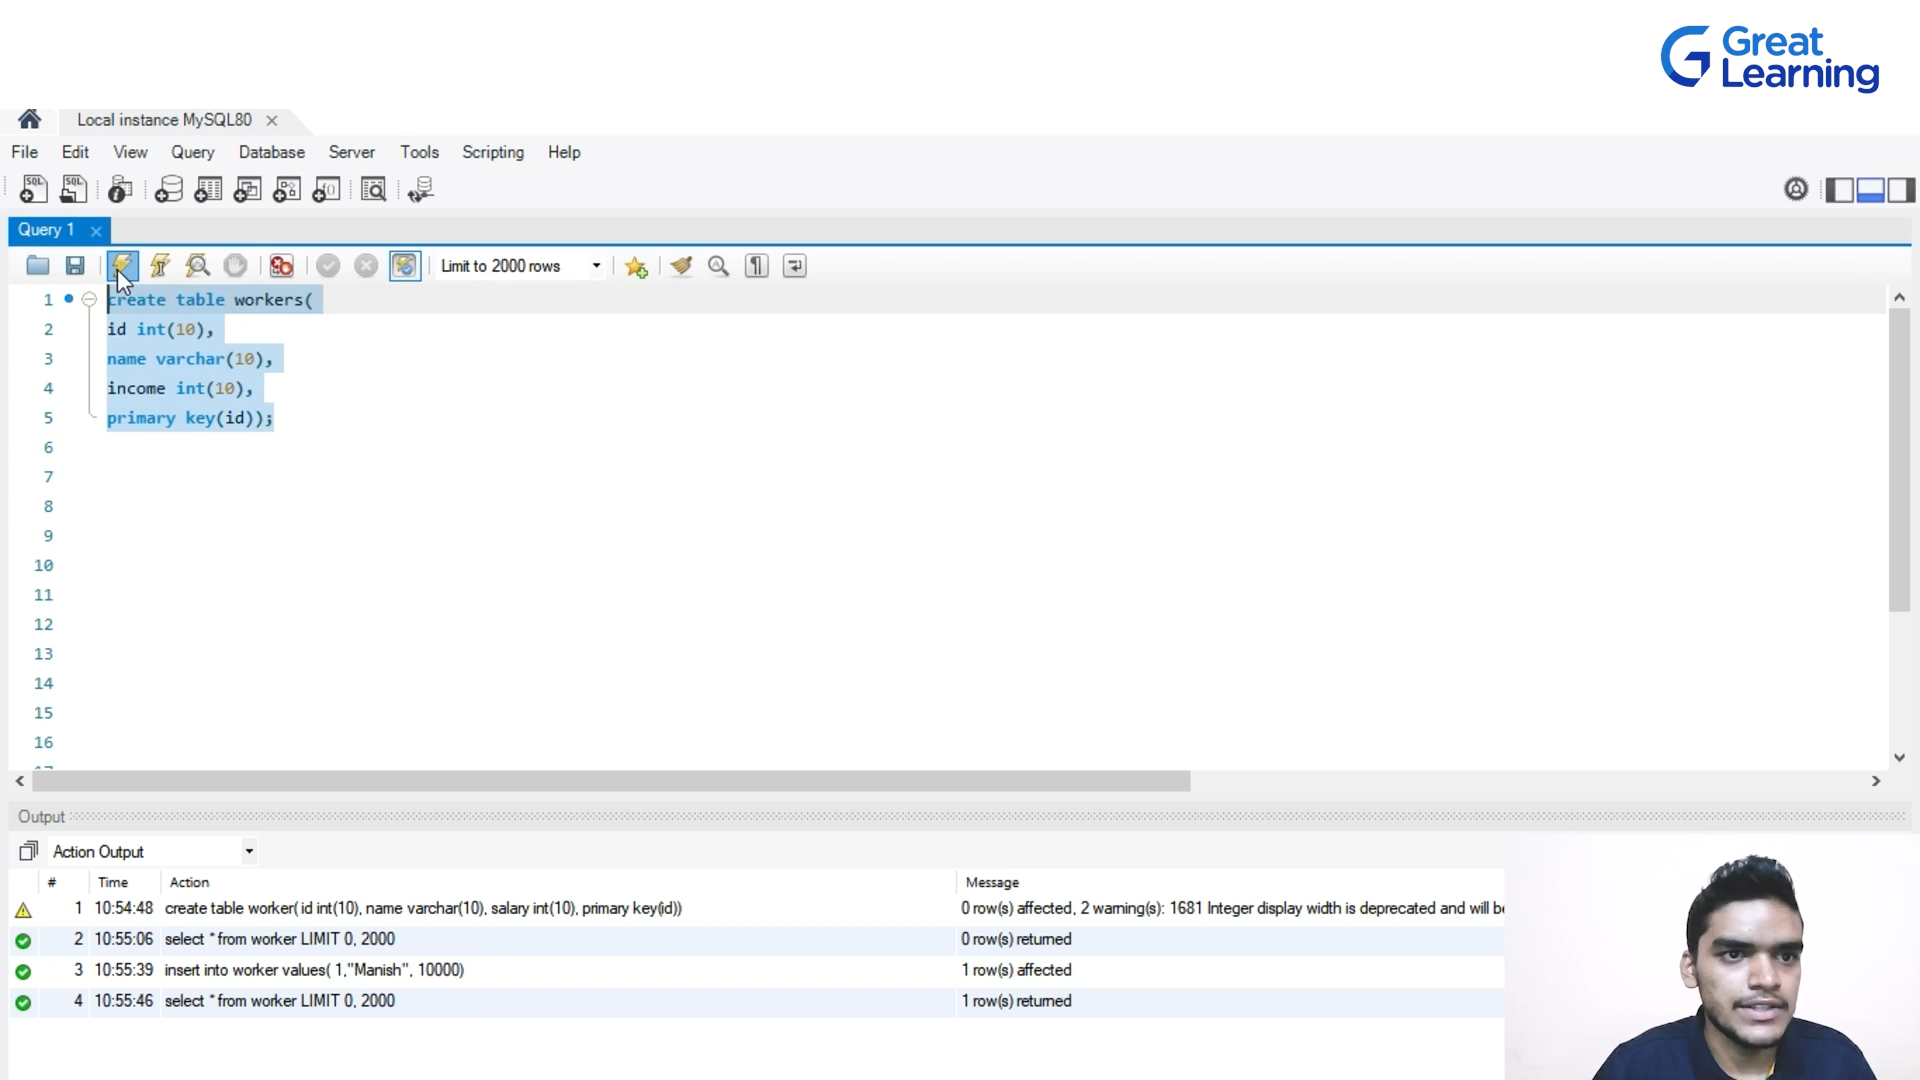 Great
Learning
Local instance MySQL80
File Edit View Query Database Server Tools Scripting Help
Query 1
Limit to 2000 rows
1 create table workers(
2 id int(10),
3 name varchar(10),
4 income int(10),
5 primary key(id));
6
7
8
9
10
11
12
13
14
15
16
Output
Action Output
# Time Action Message
1 10:54:48 create table worker( id int(10), name varchar(10), salary int(10), primary key(id)) 0 row(s) affected, 2 warning(s): 1681 Integer display width is deprecated and will be
2 10:55:06 select * from worker LIMIT 0, 2000 0 row(s) returned
3 10:55:39 insert into worker values( 1,"Manish", 10000) 1 row(s) affected
4 10:55:46 select * from worker LIMIT 0, 2000 1 row(s) returned